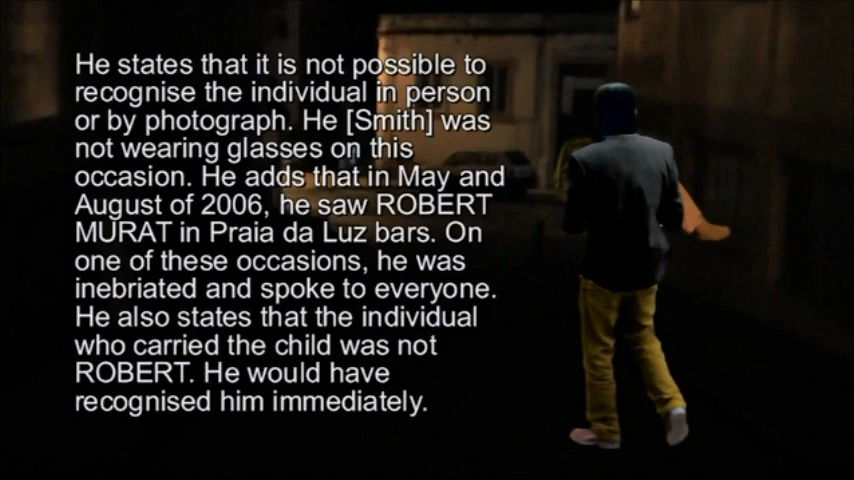 He states that it is not possible to
recognise the individual in person
or by photograph. He [Smith] was
not wearing glasses on this
occasion. He adds that in May and
August of 2006, he saw ROBERT
MURAT in Praia da Luz bars. On
one of these occasions, he was
inebriated and spoke to everyone.
He also states that the individual
who carried the child was not
ROBERT. He would have
recognised him immediately.